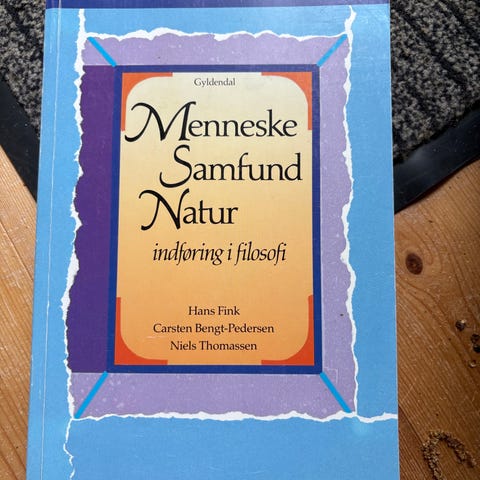 Gyldendal
Menneske
Samfund
Natur
indføring i filosofi
Hans Fink
Carsten Bengt-Pedersen
Niels Thomassen